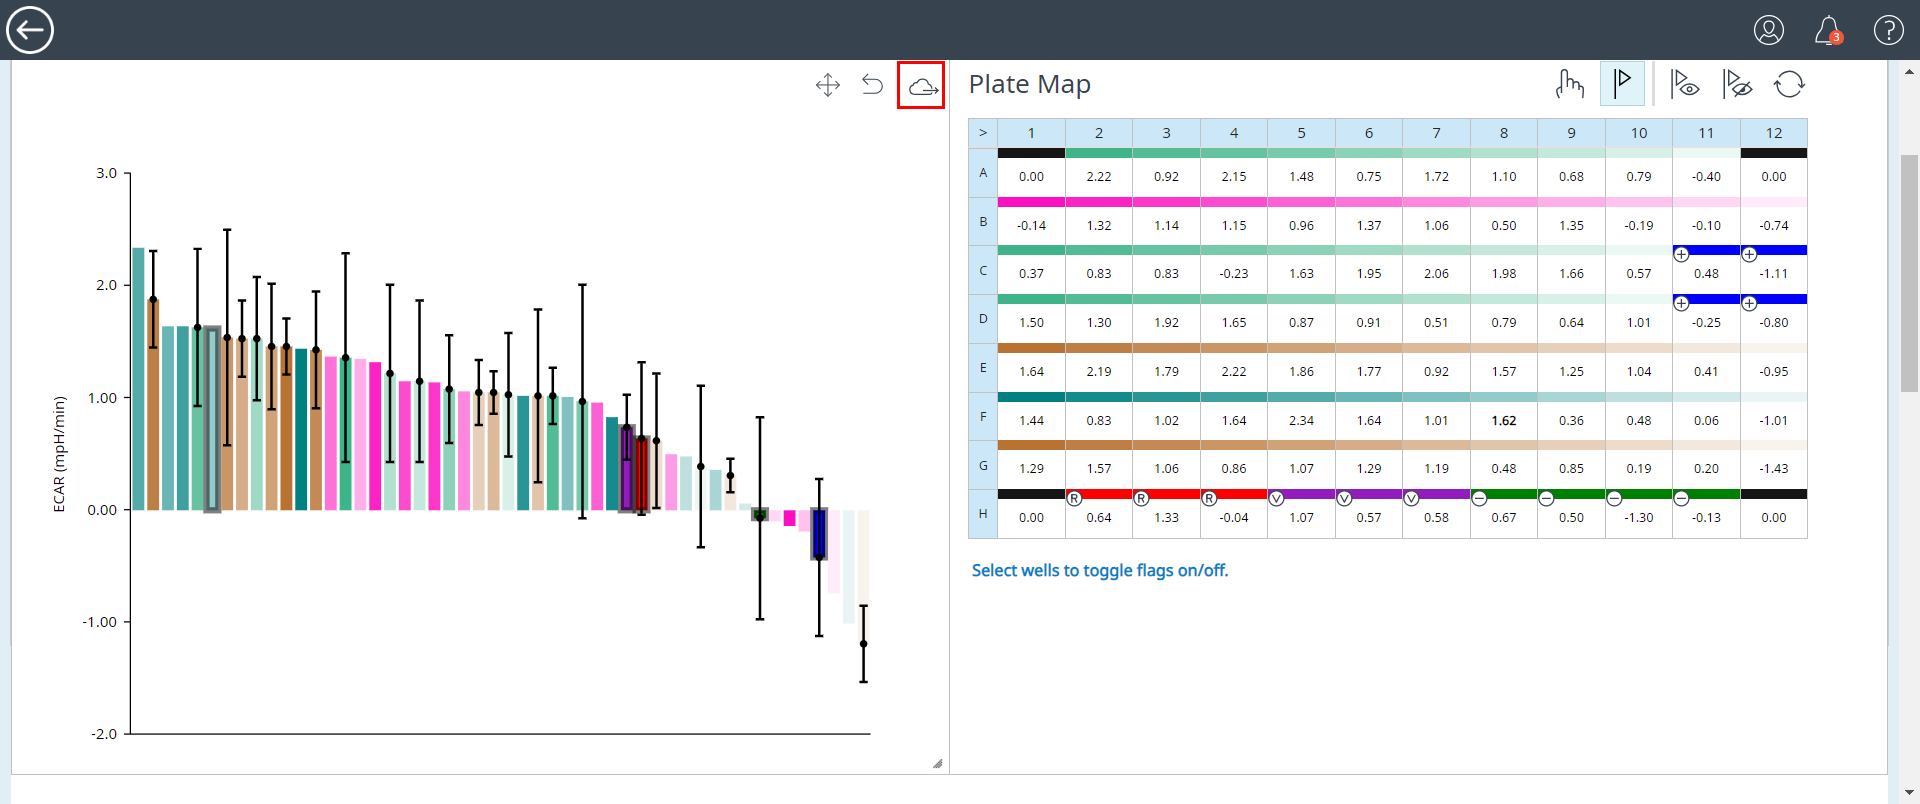 ?
3
Plate Map
ECAR (mpH/min)
3.0
2.0
1.00
0.00
-1.00
-2.0
> 1 2 3 4 5 6 7 8 9 10 11 12
A 0.00 2.22 0.92 2.15 1.48 0.75 1.72 1.10 0.68 0.79 -0.40 0.00
B -0.14 1.32 1.14 1.15 0.96 1.37 1.06 0.50 1.35 -0.19 -0.10 -0.74
+ +
C 0.37 0.83 0.83 -0.23 1.63 1.95 2.06 1.98 1.66 0.57 0.48 -1.11
+ +
D 1.50 1.30 1.92 1.65 0.87 0.91 0.51 0.79 0.64 1.01 -0.25 -0.80
E 1.64 2.19 1.79 2.22 1.86 1.77 0.92 1.57 1.25 1.04 0.41 -0.95
F 1.44 0.83 1.02 1.64 2.34 1.64 1.01 1.62 0.36 0.48 0.06 -1.01
G 1.29 1.57 1.06 0.86 1.07 1.29 1.19 0.48 0.85 0.19 0.20 -1.43
R R R V V V − − − −
H 0.00 0.64 1.33 -0.04 1.07 0.57 0.58 0.67 0.50 -1.30 -0.13 0.00
Select wells to toggle flags on/off.